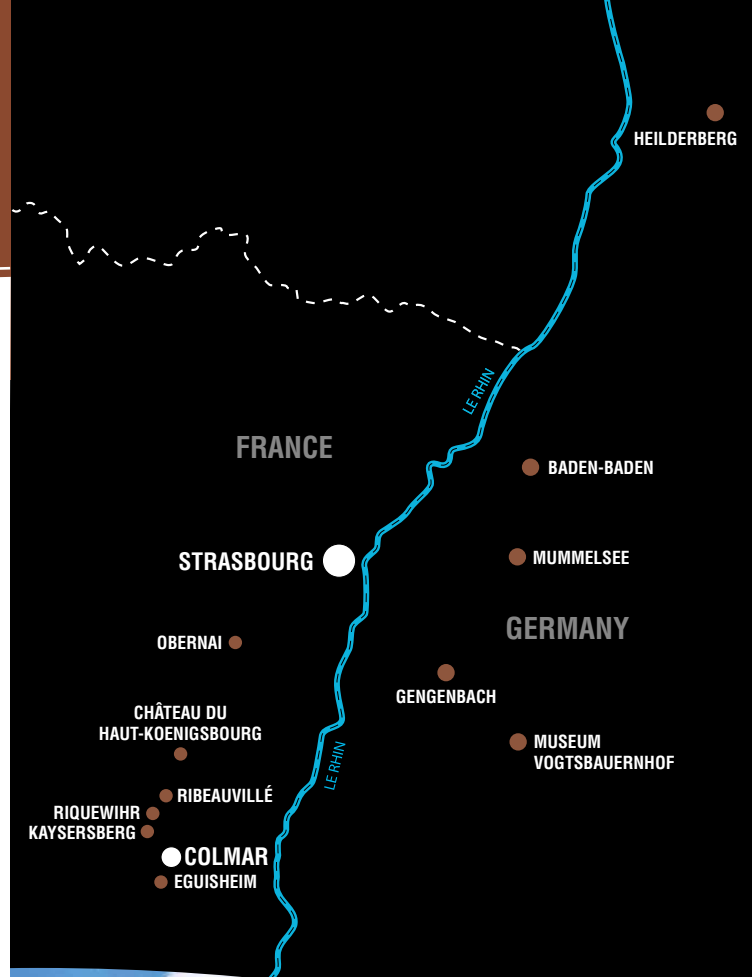 HEILDERBERG
LE RHIN
FRANCE
BADEN-BADEN
STRASBOURG
MUMMELSEE
GERMANY
OBERNAI
GENGENBACH
CHÂTEAU DU
HAUT-KOENIGSBOURG
MUSEUM
VOGTSBAUERNHOF
LE RHIN
RIBEAUVILLÉ
RIQUEWIHR
KAYSERSBERG
COLMAR
EGUISHEIM